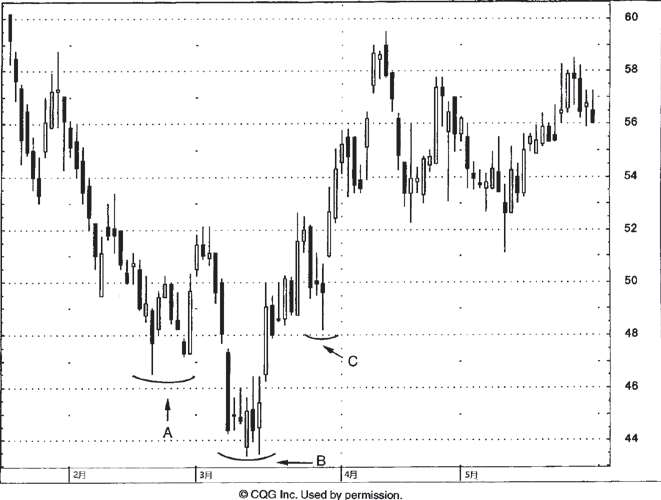 60
58
56
54
52
50
48
46
44
A
B
C
2月
3月
4月
5月
© CQG Inc. Used by permission.